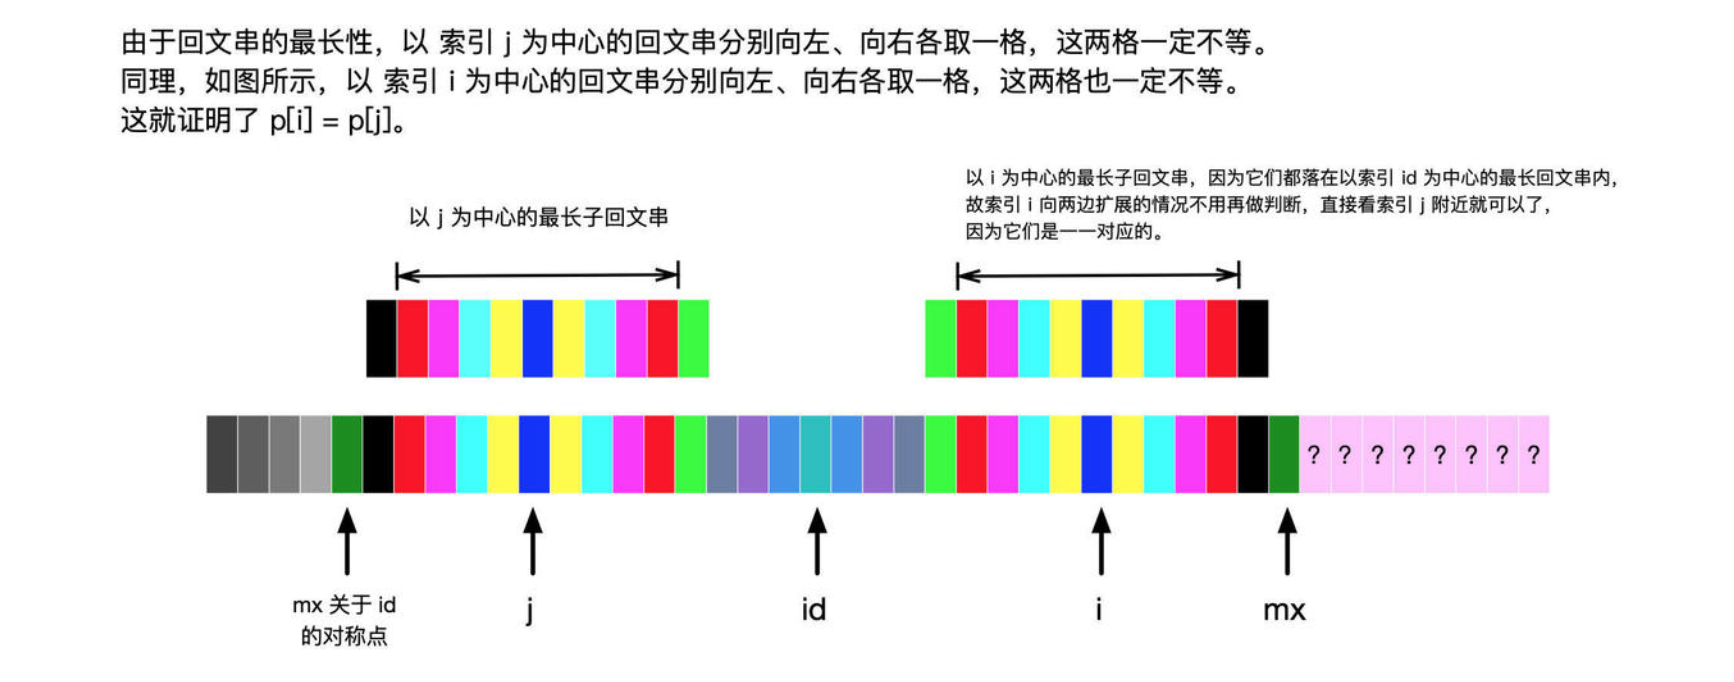 由于回文串的最长性，以 索引 j 为中心的回文串分别向左、向右各取一格，这两格一定不等。
同理，如图所示，以 索引 i 为中心的回文串分别向左、向右各取一格，这两格也一定不等。
这就证明了 p[i] = p[j]。
以 i 为中心的最长子回文串，因为它们都落在以索引 id 为中心的最长回文串内，
故索引 i 向两边扩展的情况不用再做判断，直接看索引 j 附近就可以了，
因为它们是一一对应的。
以 j 为中心的最长子回文串
? ? ? ? ? ? ? ?
mx 关于 id
的对称点
j
id
i
mx